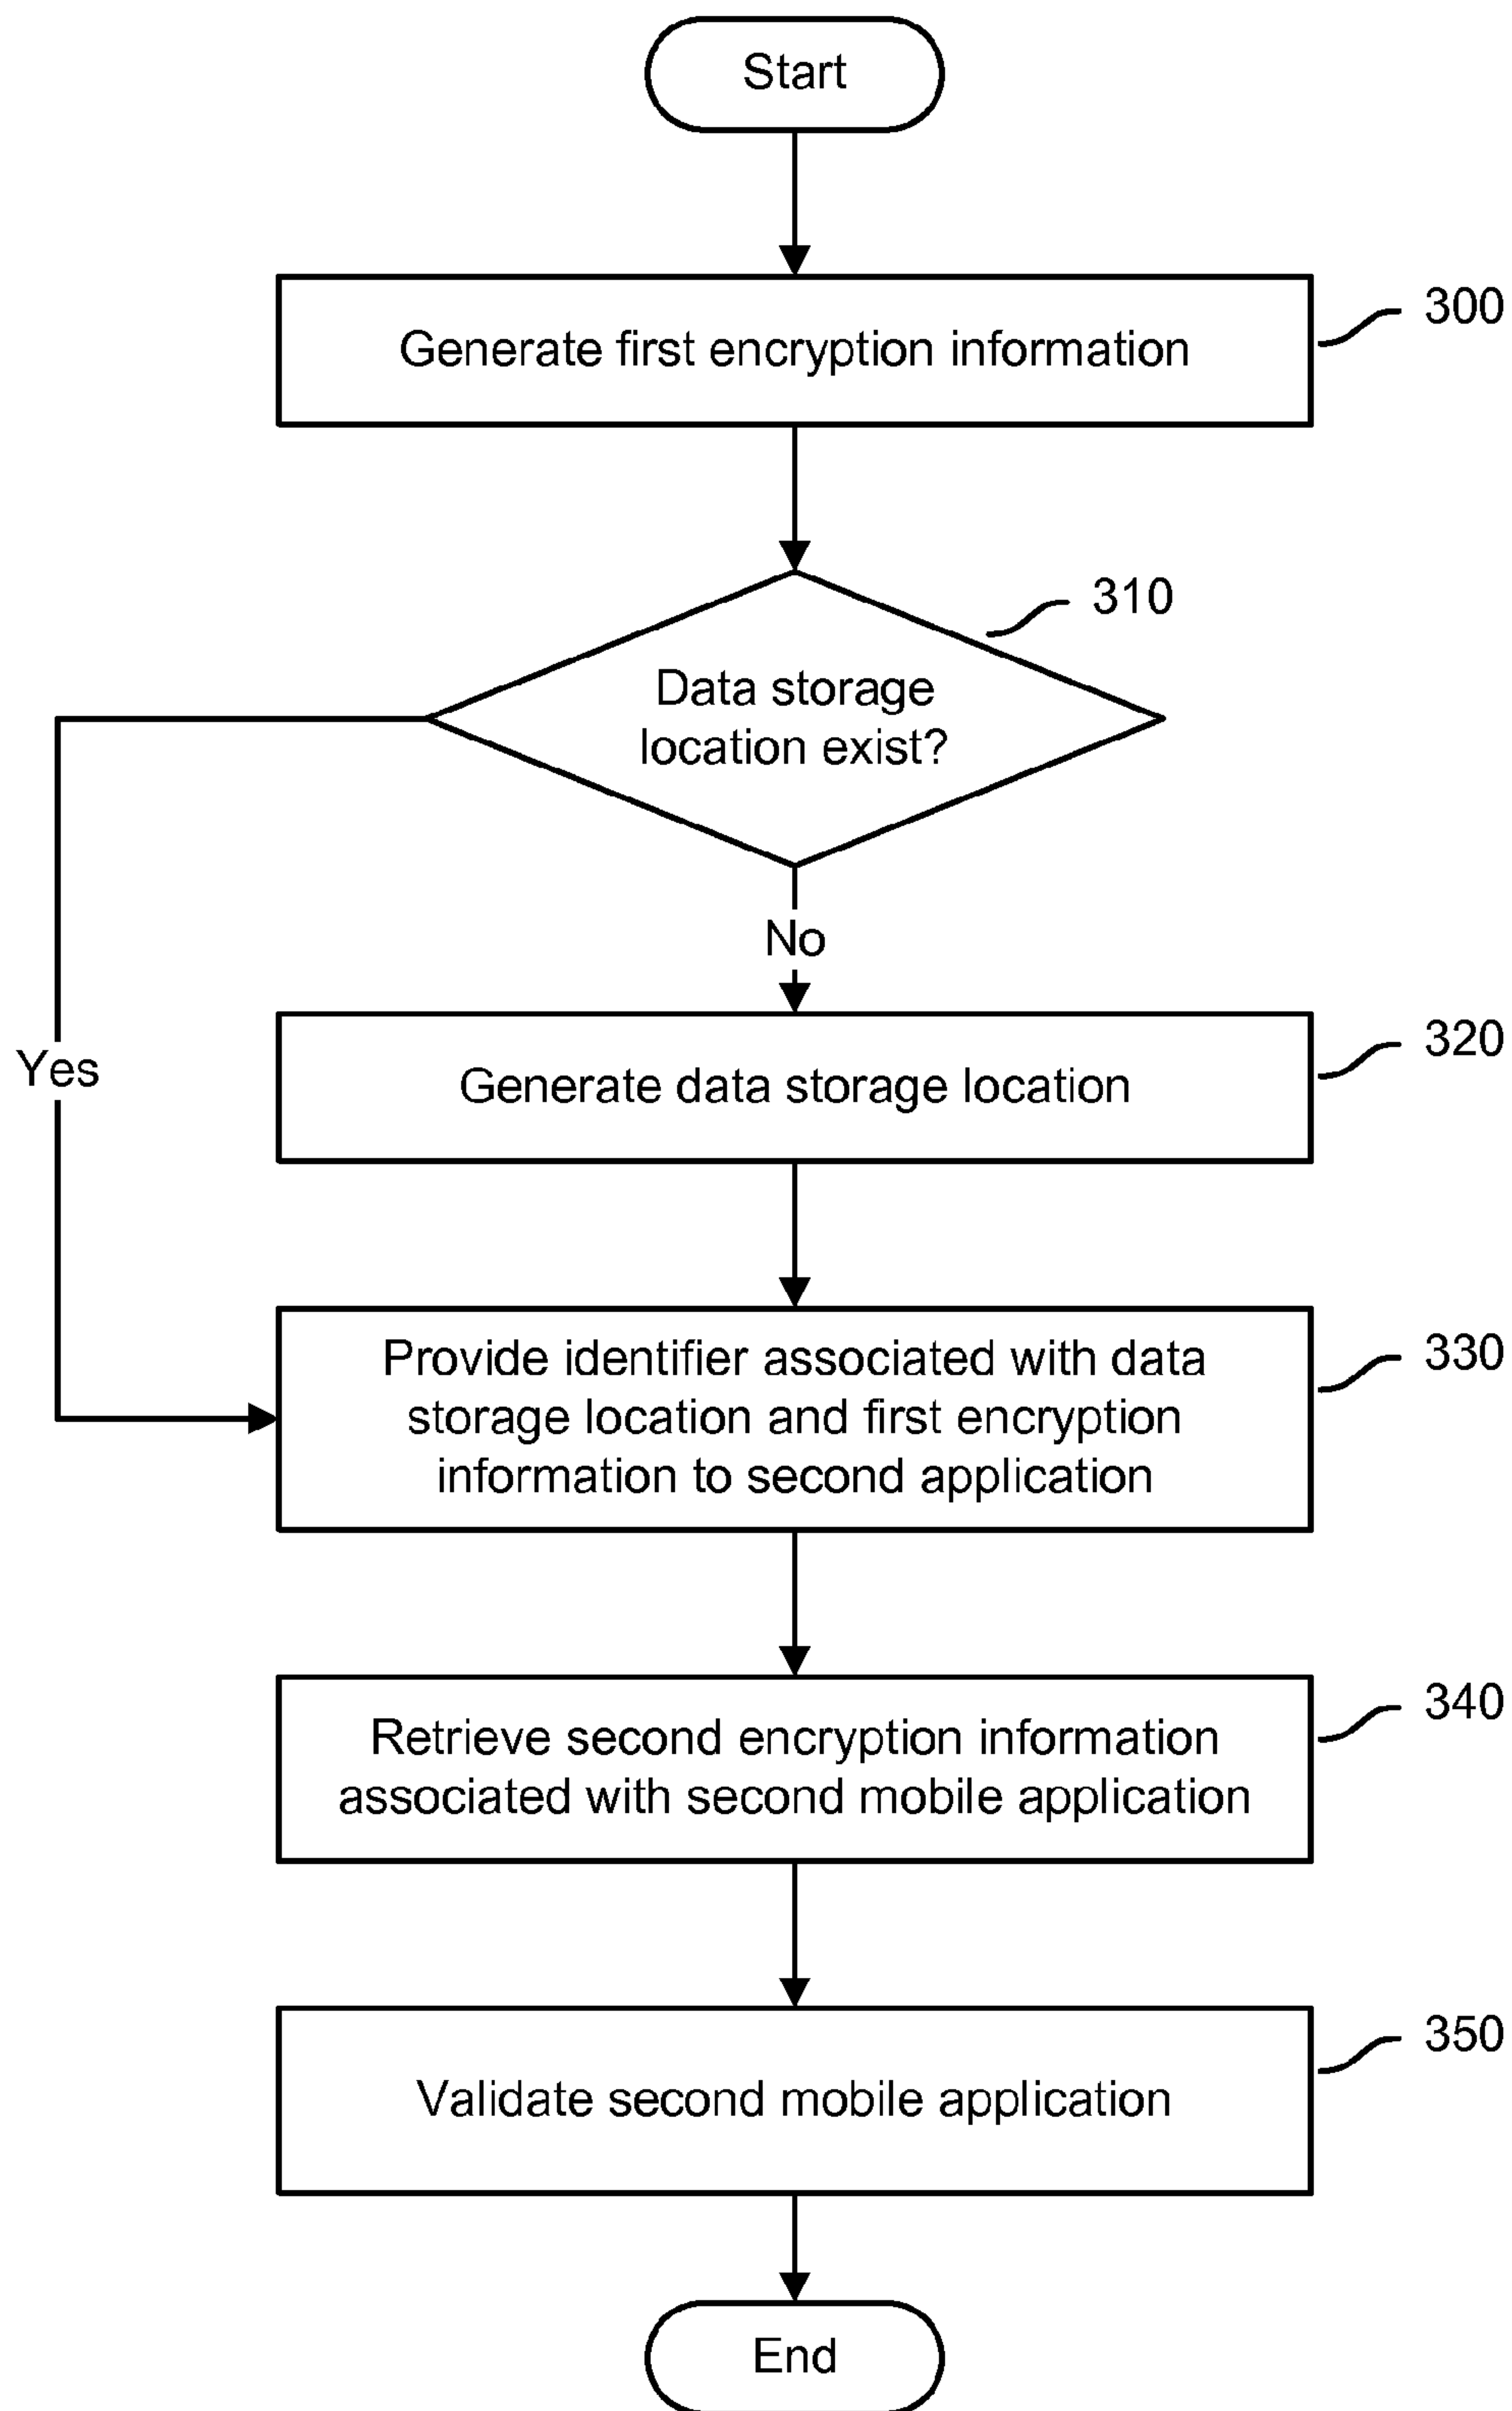 Start
Generate first encryption information
300
310
Data storage
location exist?
No
Yes
320
Generate data storage location
Provide identifier associated with data
storage location and first encryption
information to second application
330
Retrieve second encryption information
associated with second mobile application
340
Validate second mobile application
350
End